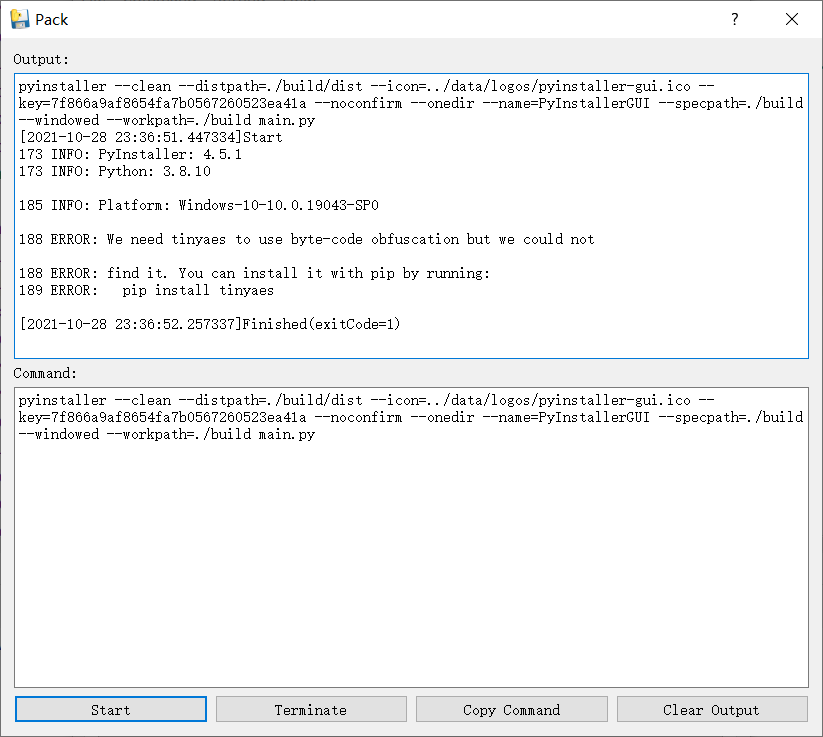 Pack
?
Output:
pyinstaller --clean --distpath=./build/dist --icon=../data/logos/pyinstaller-gui.ico --
key=7f866a9af8654fa7b0567260523ea41a --noconfirm --onedir --name=PyInstallerGUI --specpath=./build
--windowed --workpath=./build main.py
[2021-10-28 23:36:51.447334]Start
173 INFO: PyInstaller: 4.5.1
173 INFO: Python: 3.8.10
185 INFO: Platform: Windows-10-10.0.19043-SP0
188 ERROR: We need tinyaes to use byte-code obfuscation but we could not
188 ERROR: find it. You can install it with pip by running:
189 ERROR:   pip install tinyaes
[2021-10-28 23:36:52.257337]Finished(exitCode=1)
Command:
pyinstaller --clean --distpath=./build/dist --icon=../data/logos/pyinstaller-gui.ico --
key=7f866a9af8654fa7b0567260523ea41a --noconfirm --onedir --name=PyInstallerGUI --specpath=./build
--windowed --workpath=./build main.py
Start
Terminate
Copy Command
Clear Output